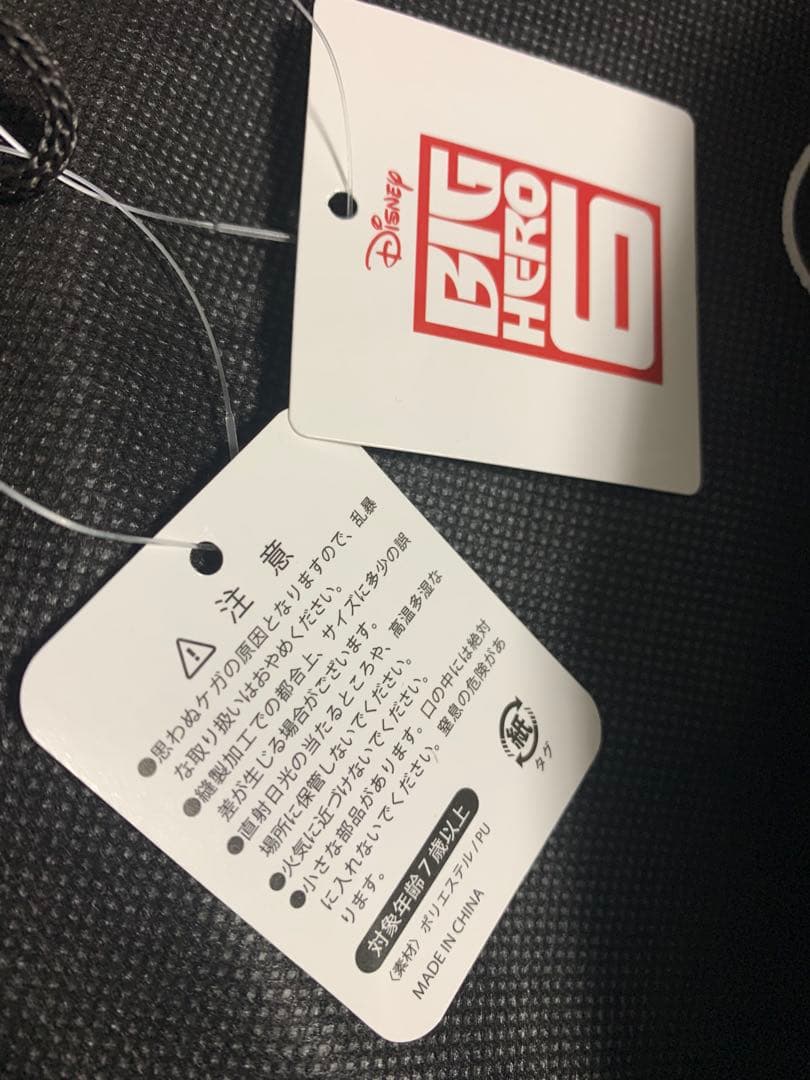 DISNEY
BIG
HERO
6
注 意
●思わぬケガの原因となりますので、乱暴
な取り扱いはおやめください。
●縫製加工での都合上、サイズに多少の誤
差が生じる場合がございます。
●直射日光の当たるところや、高温多湿な
場所に保管しないでください。
●火気に近づけないでください。
●小さな部品があります。口の中には絶対
に入れないでください。窒息の危険があ
ります。
対象年齢7歳以上
〈素材〉ポリエステル/PU
MADE IN CHINA
紙
タグ